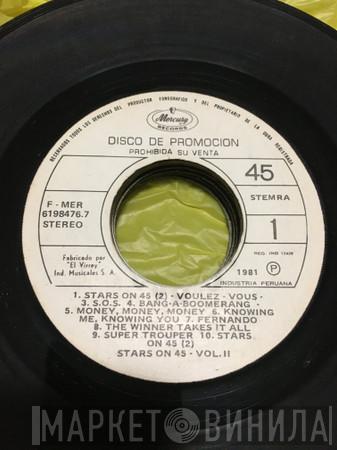 RESERVADOS TODOS LOS DERECHOS DEL PRODUCTOR FONOGRAFICO Y DEL PROPIETARIO DE LA OBRA REGISTRADA
Mercury
RECORDS
DISCO DE PROMOCION
PROHIBIDA SU VENTA
45
F - MER
6198476.7
STEREO
STEMRA
1
Fabricado por
"El Virrey"
Ind. Musicales S. A.
1981 P
INDUSTRIA PERUANA
1. STARS ON 45 (2) - VOULEZ - VOUS -
3. S.O.S. 4. BANG-A-BOOMERANG -
5. MONEY, MONEY, MONEY 6. KNOWING
ME, KNOWING YOU 7. FERNANDO
8. THE WINNER TAKES IT ALL
9. SUPER TROUPER 10. STARS
ON 45 (2)
STARS ON 45 - VOL. II
МАРКЕТ ВИНИЛА